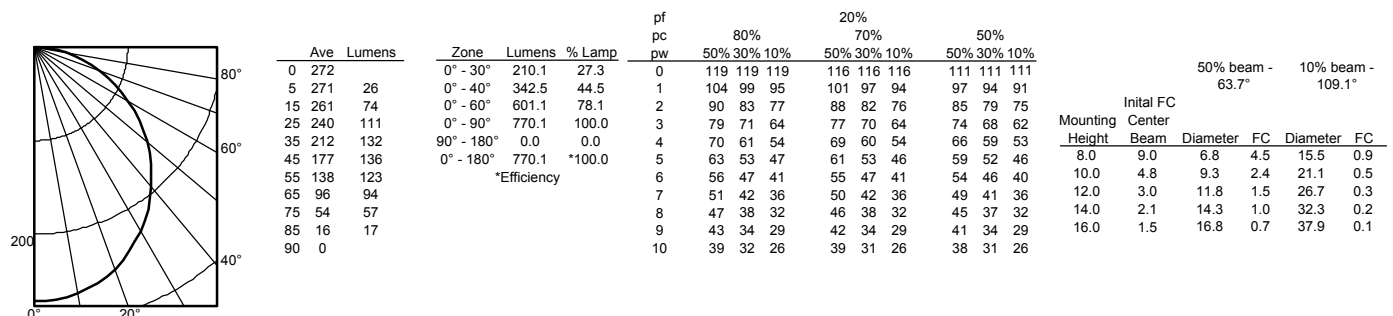 80°
60°
200
40°
0° 20°
Ave Lumens
0 272
5 271 26
15 261 74
25 240 111
35 212 132
45 177 136
55 138 123
65 96 94
75 54 57
85 16 17
90 0
Zone Lumens % Lamp
0° - 30° 210.1 27.3
0° - 40° 342.5 44.5
0° - 60° 601.1 78.1
0° - 90° 770.1 100.0
90° - 180° 0.0 0.0
0° - 180° 770.1 *100.0
*Efficiency
pf 20%
pc 80% 70% 50%
pw 50% 30% 10% 50% 30% 10% 50% 30% 10%
0 119 119 119 116 116 116 111 111 111
1 104 99 95 101 97 94 97 94 91
2 90 83 77 88 82 76 85 79 75
3 79 71 64 77 70 64 74 68 62
4 70 61 54 69 60 54 66 59 53
5 63 53 47 61 53 46 59 52 46
6 56 47 41 55 47 41 54 46 40
7 51 42 36 50 42 36 49 41 36
8 47 38 32 46 38 32 45 37 32
9 43 34 29 42 34 29 41 34 29
10 39 32 26 39 31 26 38 31 26
50% beam - 10% beam -
63.7° 109.1°
Inital FC
Mounting Center
Height Beam Diameter FC Diameter FC
8.0 9.0 6.8 4.5 15.5 0.9
10.0 4.8 9.3 2.4 21.1 0.5
12.0 3.0 11.8 1.5 26.7 0.3
14.0 2.1 14.3 1.0 32.3 0.2
16.0 1.5 16.8 0.7 37.9 0.1